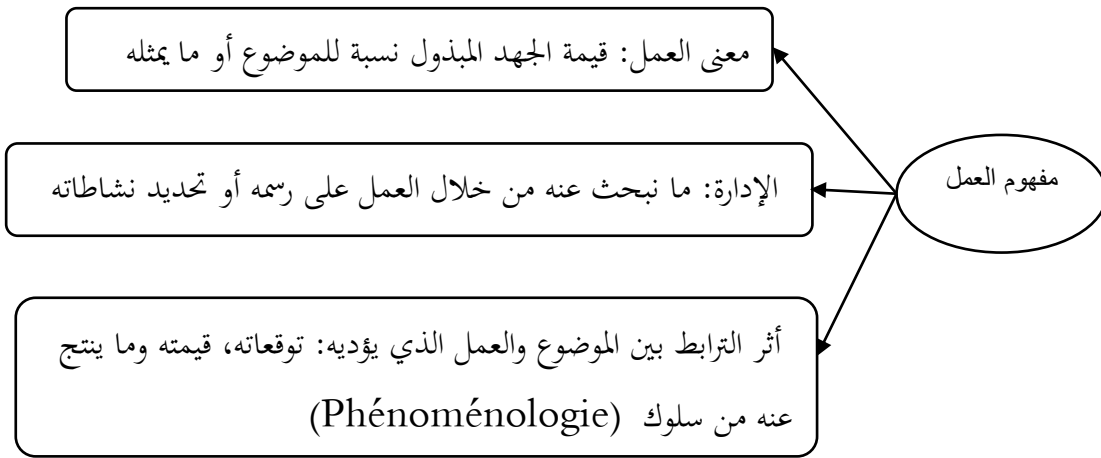 معنى العمل: قيمة الجهد المبذول نسبة للموضوع أو ما يمثله
مفهوم العمل
الإدارة: ما نبحث عنه من خلال العمل على رسمه أو تحديد نشاطاته
أثر الترابط بين الموضوع والعمل الذي يؤديه: توقعاته، قيمته وما ينتج
عنه من سلوك (Phénoménologie)